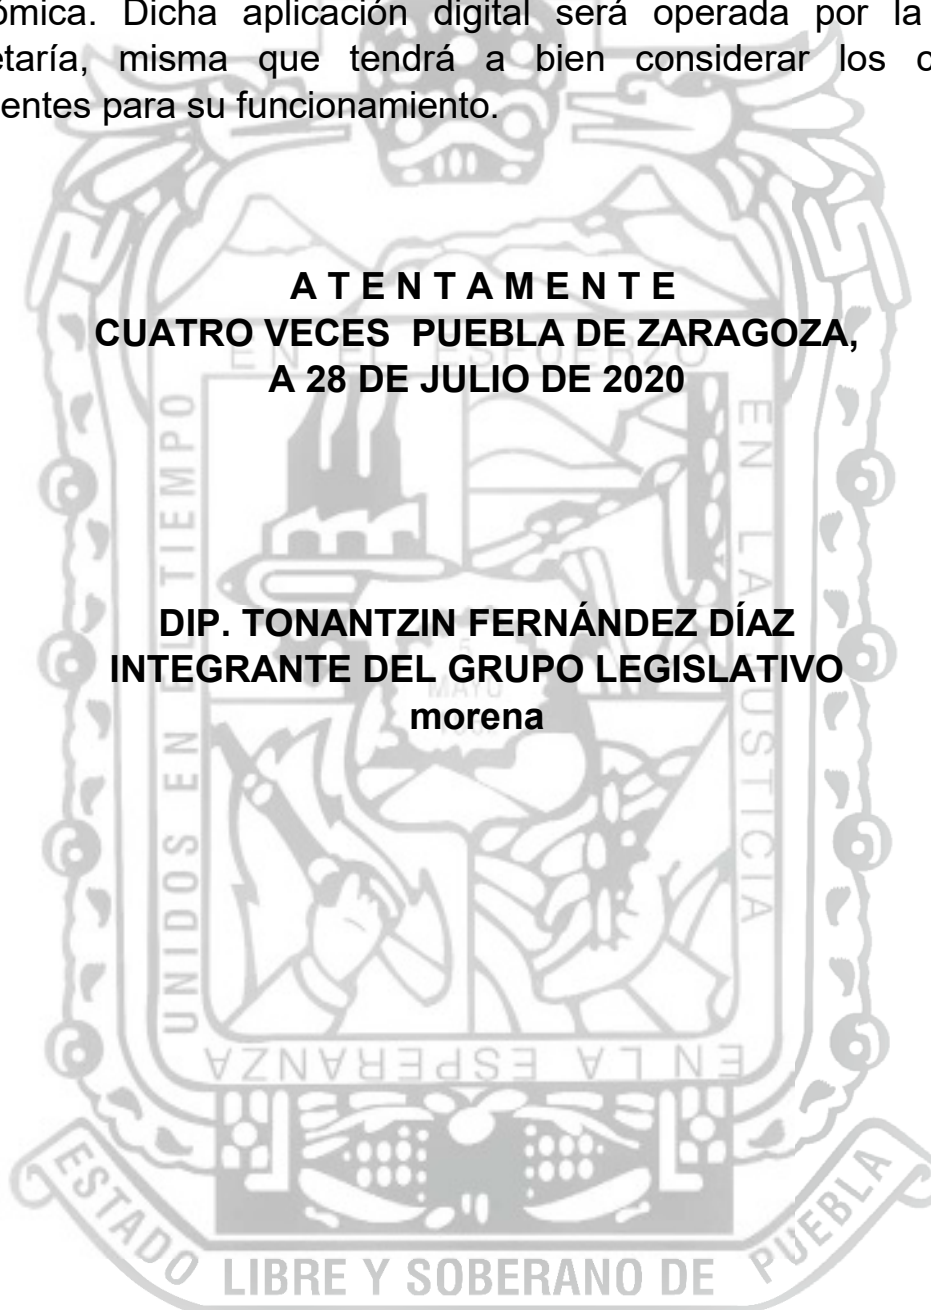 ómica. Dicha aplicación digital será operada por la
etaría, misma que tendrá a bien considerar los c
entes para su funcionamiento.
A T E N T A M E N T E
CUATRO VECES PUEBLA DE ZARAGOZA,
A 28 DE JULIO DE 2020
DIP. TONANTZIN FERNÁNDEZ DÍAZ
INTEGRANTE DEL GRUPO LEGISLATIVO
morena
UNIDOS EN EL TIEMPO
EN EL ESFUERZO
EN LA JUSTICIA
EN LA ESPERANZA
5
MAYO
ESTADO LIBRE Y SOBERANO DE PUEBLA